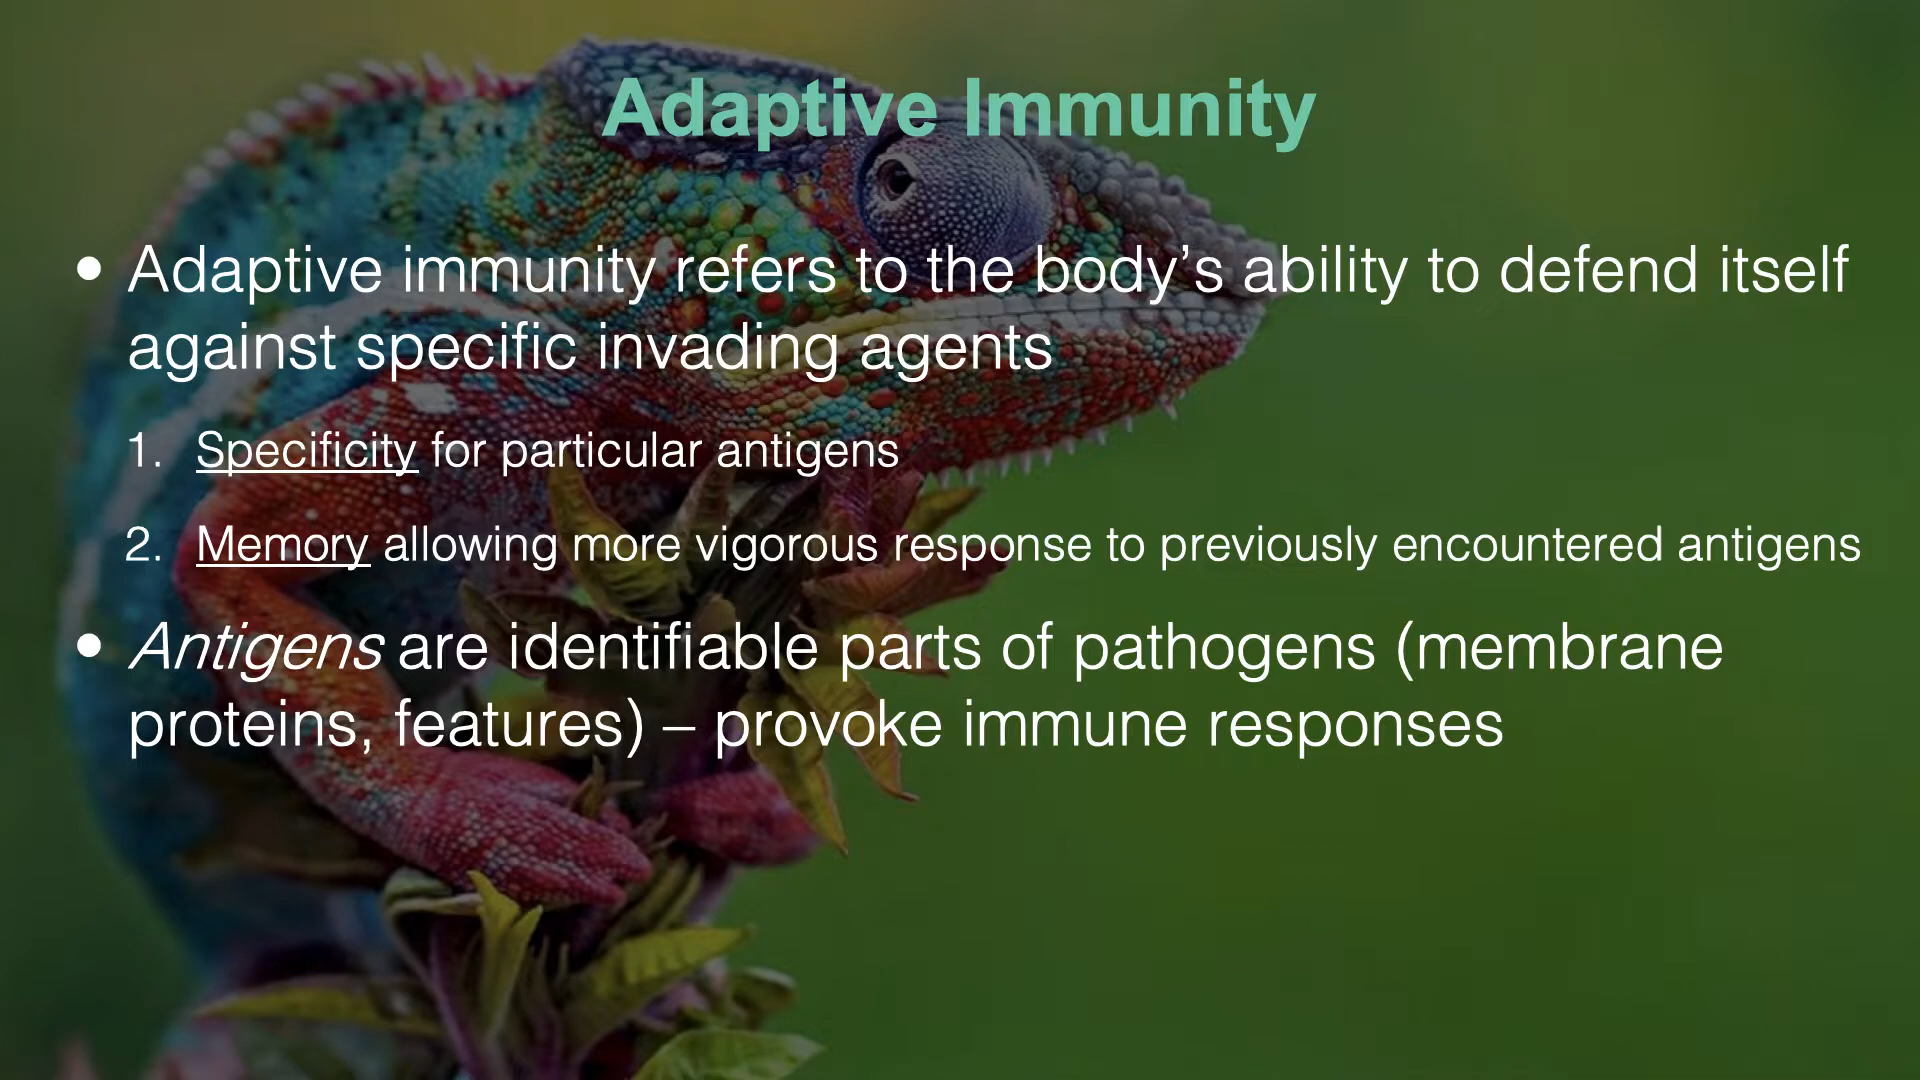 Adaptive Immunity
• Adaptive immunity refers to the body’s ability to defend itself
against specific invading agents
1. Specificity for particular antigens
2. Memory allowing more vigorous response to previously encountered antigens
• Antigens are identifiable parts of pathogens (membrane
proteins, features) – provoke immune responses